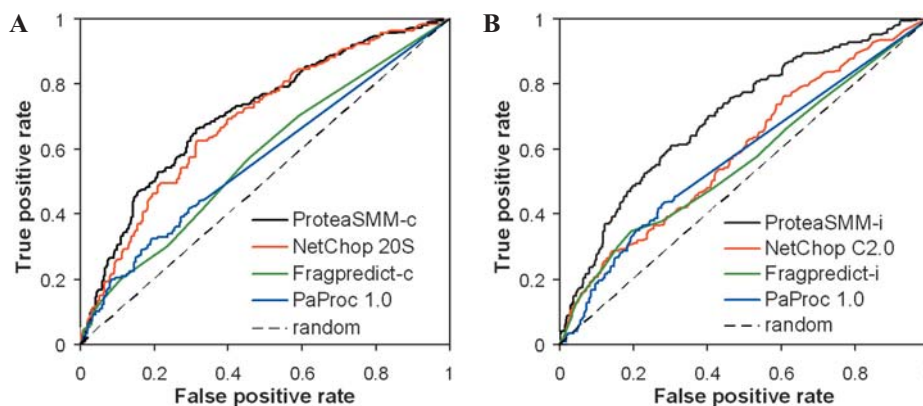 A
1
0.8
0.6
0.4
0.2
0
True positive rate
ProteaSMM-c
NetChop 20S
Fragpredict-c
PaProc 1.0
random
0 0.2 0.4 0.6 0.8 1
False positive rate
B
1
0.8
0.6
0.4
0.2
0
True positive rate
ProteaSMM-i
NetChop C2.0
Fragpredict-i
PaProc 1.0
random
0 0.2 0.4 0.6 0.8
False positive rate